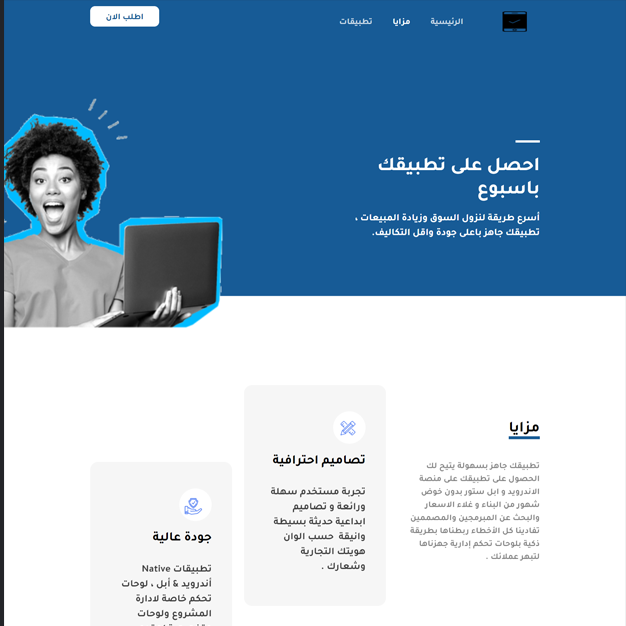 الرئيسية
مزايا
تطبيقات
اطلب الان
احصل على تطبيقك
باسبوع
أسرع طريقة لنزول السوق وزيادة المبيعات ،
تطبيقك جاهز باعلى جودة واقل التكاليف.
مزايا
تطبيقك جاهز بسهولة يتيح لك
الحصول على تطبيقك على منصة
الاندرويد و ابل ستور بدون خوض
شهور من البناء و غلاء الاسعار
والبحث عن المبرمجين والمصممين
تفادينا كل الأخطاء ربطناها بطريقة
ذكية بلوحات تحكم إدارية جهزناها
لتبهر عملائك .
تصاميم احترافية
تجربة مستخدم سهلة
ورائعة و تصاميم
ابداعية حديثة بسيطة
وانيقة حسب الوان
هويتك التجارية
وشعارك .
جودة عالية
تطبيقات Native
أندرويد & أبل ، لوحات
تحكم خاصة لادارة
المشروع ولوحات